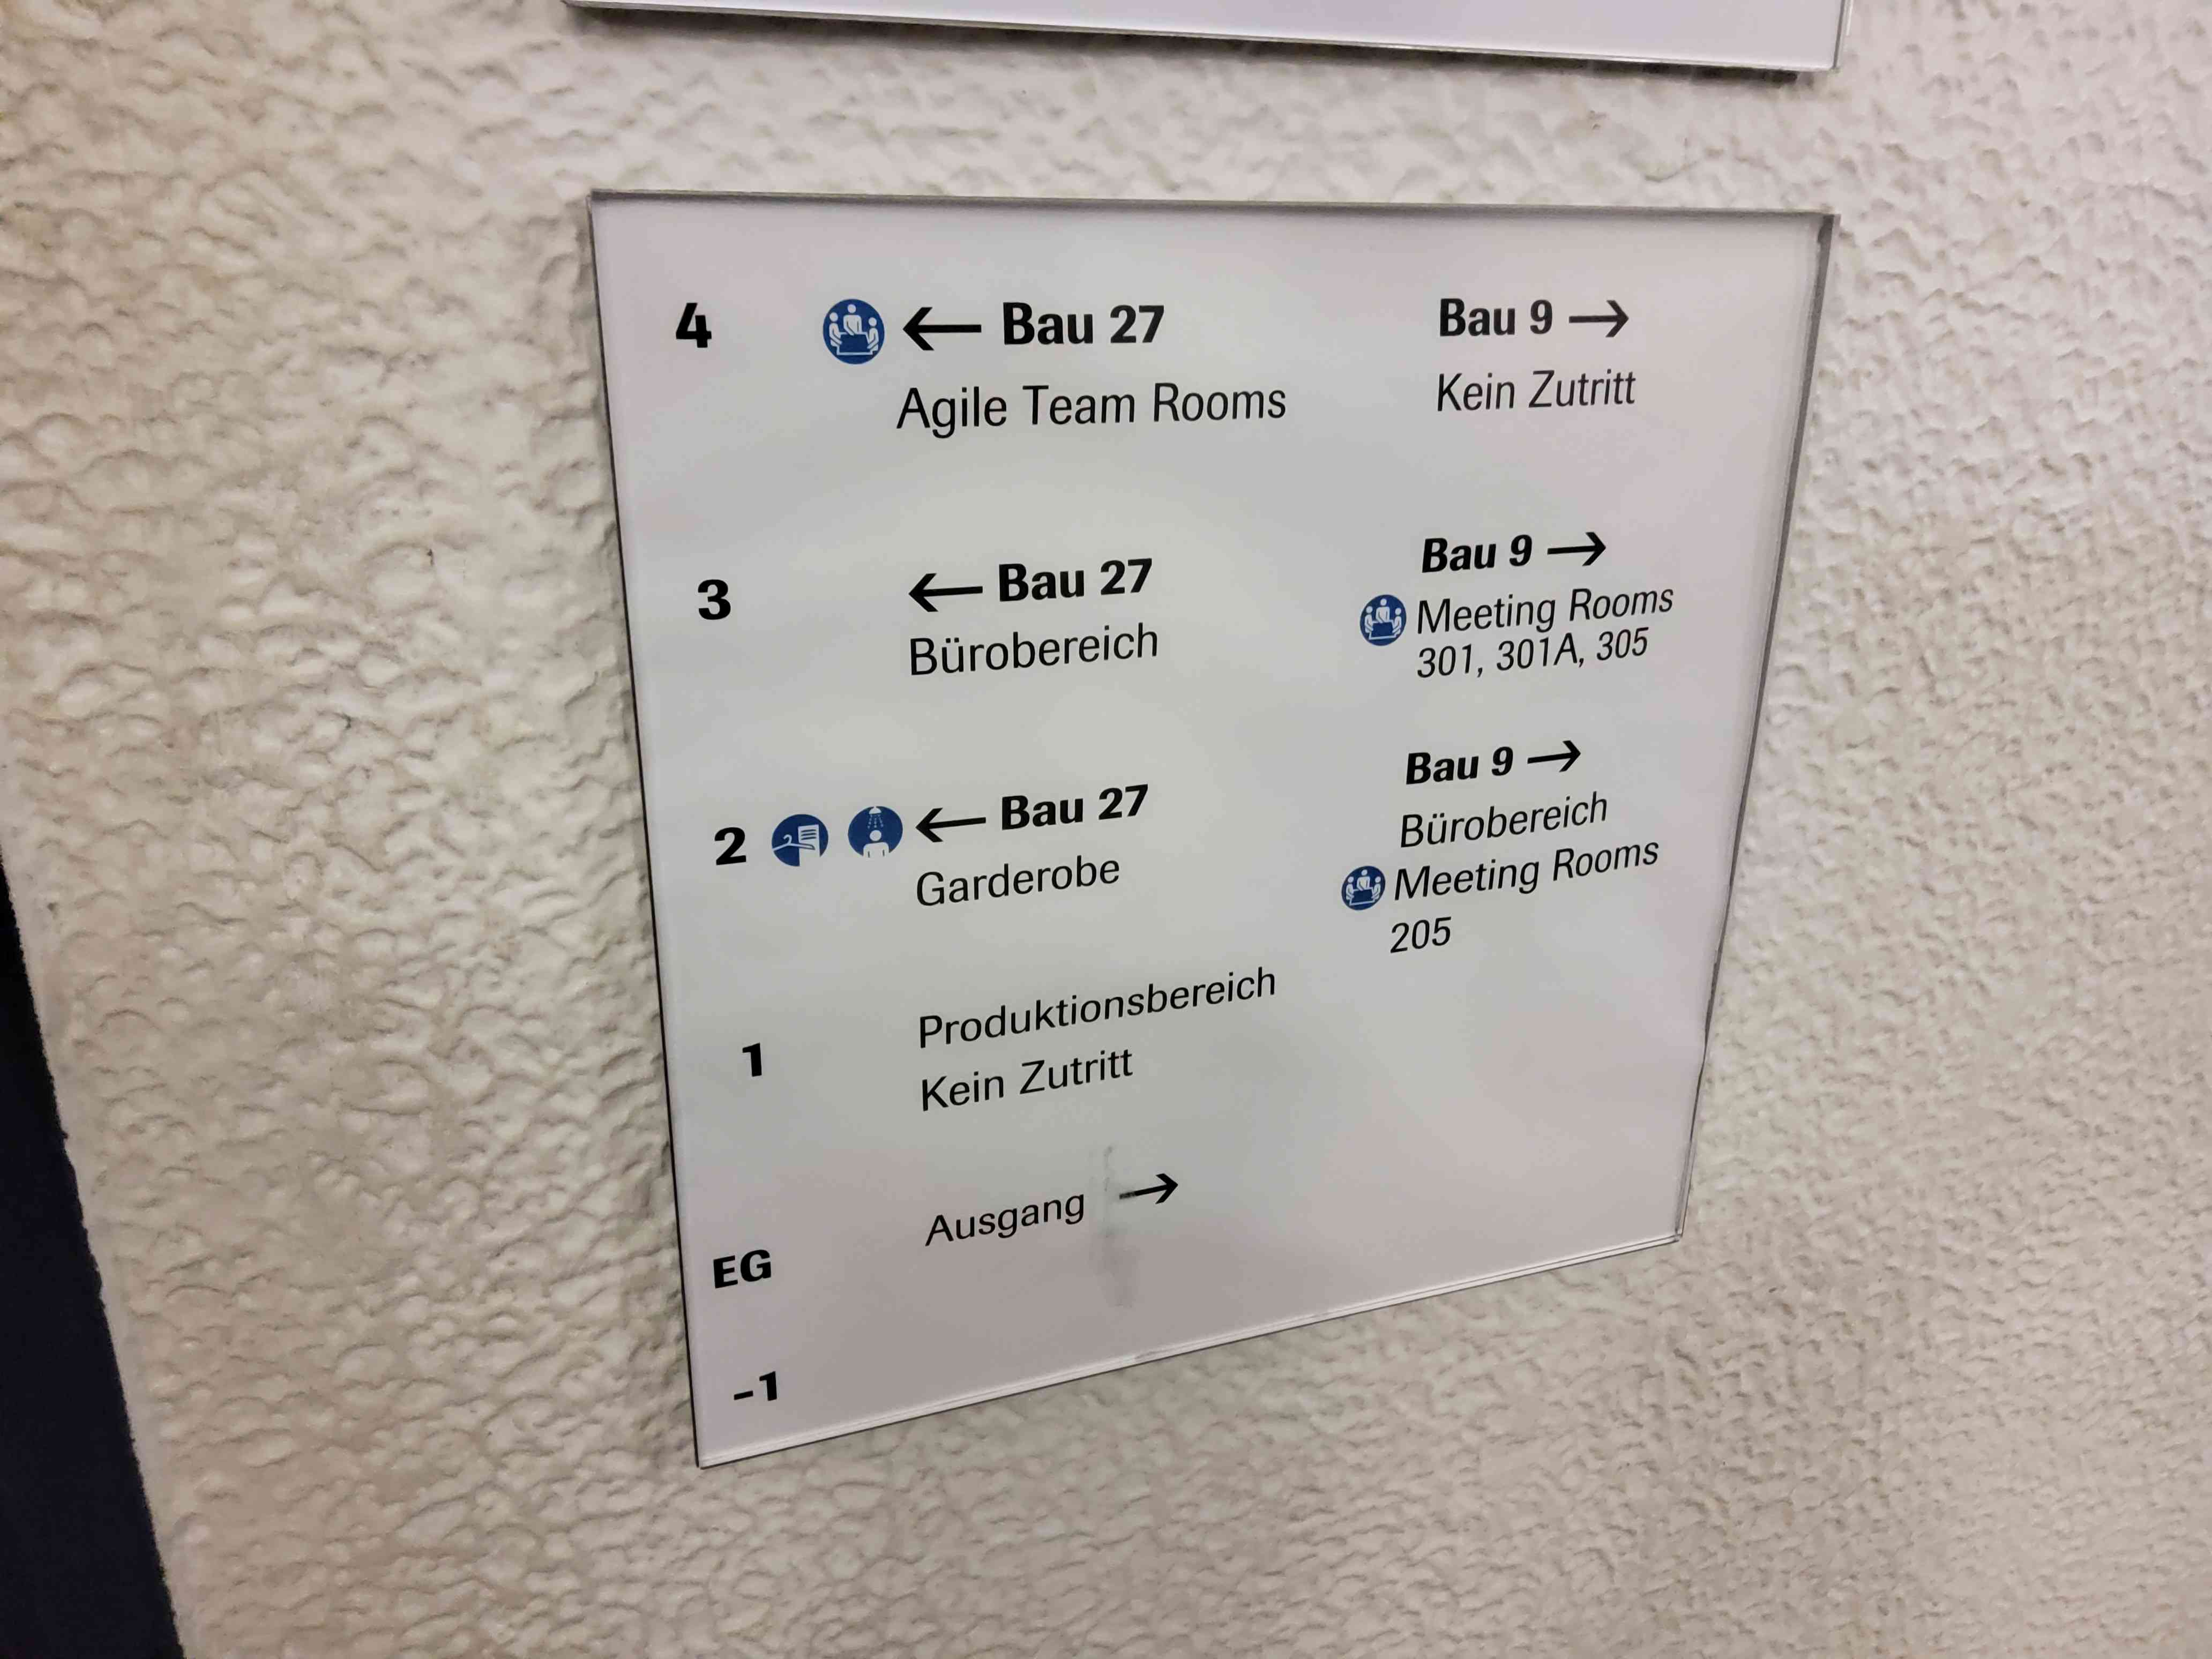 4 ← Bau 27 Bau 9 →
Agile Team Rooms Kein Zutritt
3 ← Bau 27 Bau 9 →
Bürobereich Meeting Rooms
301, 301A, 305
2 ← Bau 27 Bau 9 →
Garderobe Bürobereich
Meeting Rooms
205
1 Produktionsbereich
Kein Zutritt
EG Ausgang →
-1